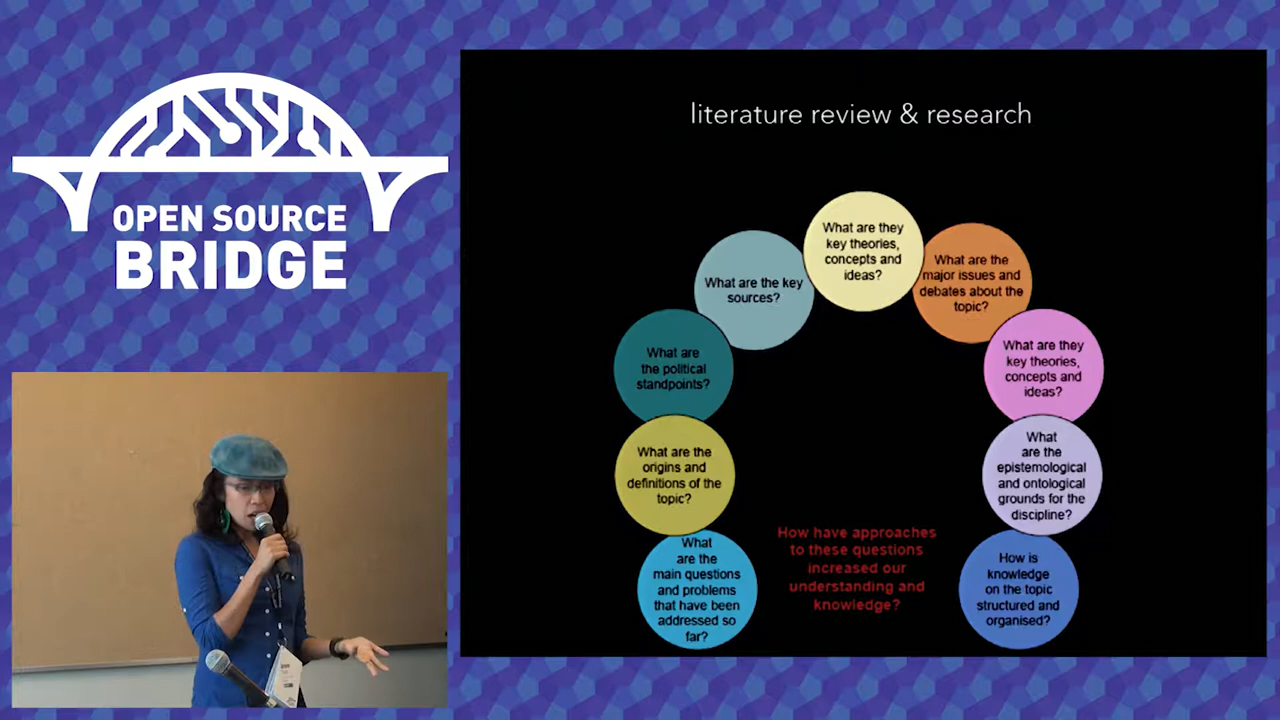 OPEN SOURCE
BRIDGE
literature review & research
What are they
key theories,
concepts and
ideas?
What are the key
sources?
What are the
major issues and
debates about the
topic?
What are
the political
standpoints?
What are they
key theories,
concepts and
ideas?
What are the
origins and
definitions of the
topic?
What
are the
epistemological
and ontological
grounds for the
discipline?
What
are the
main questions
and problems
that have been
addressed so
far?
How have approaches
to these questions
increased our
understanding and
knowledge?
How is
knowledge
on the topic
structured and
organised?